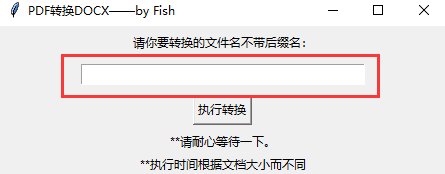 PDF转换DOCX——by Fish
请你要转换的文件名不带后缀名：
执行转换
**请耐心等待一下。
**执行时间根据文档大小而不同